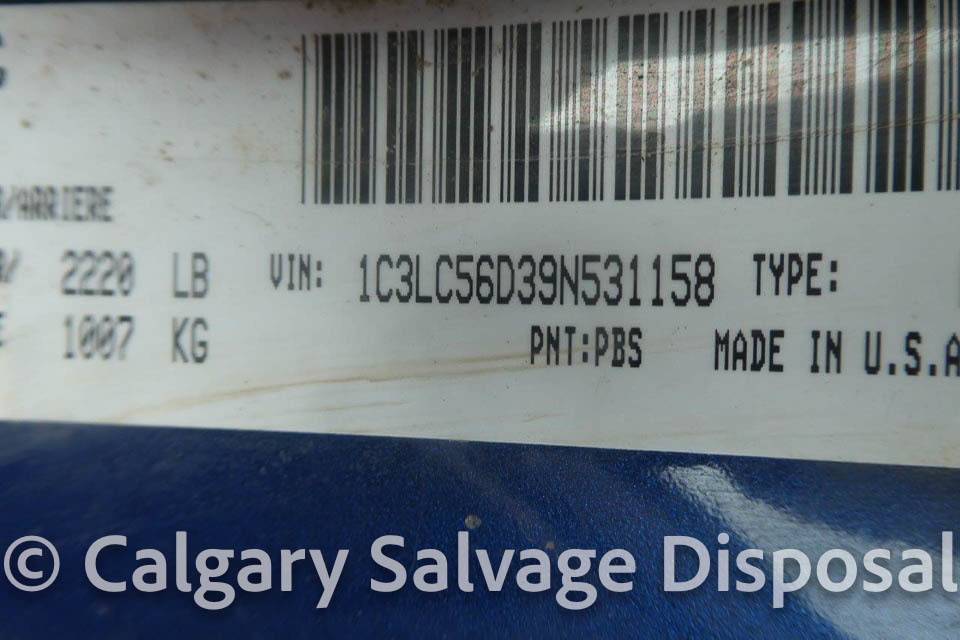 /ARRIERE
2220 LB VIN: 1C3LC56D39N531158 TYPE:
1007 KG PNT:PBS MADE IN U.S.A
© Calgary Salvage Disposal